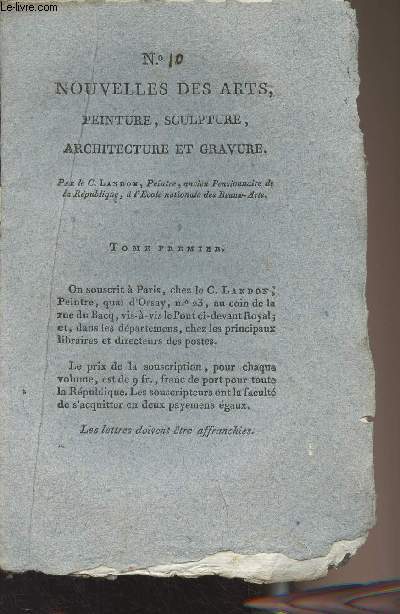 Le-livre.com
N.º 10
NOUVELLES DES ARTS,
PEINTURE, SCULPTURE,
ARCHITECTURE ET GRAVURE.
Par le C. LANDON, Peintre, ancien Pensionnaire de
la République, à l'Ecole nationale des Beaux-Arts.
TOME PREMIER.
On souscrit à Paris, chez le C. LANDON,
Peintre, quai d'Orsay, n.º 23, au coin de la
rue du Bacq, vis-à-vis le Pont ci-devant Royal;
et, dans les départemens, chez les principaux
libraires et directeurs des postes.
Le prix de la souscription, pour chaque
volume, est de 9 fr., franc de port pour toute
la République. Les souscripteurs ont la faculté
de s'acquitter en deux payemens égaux.
Les lettres doivent être affranchies.